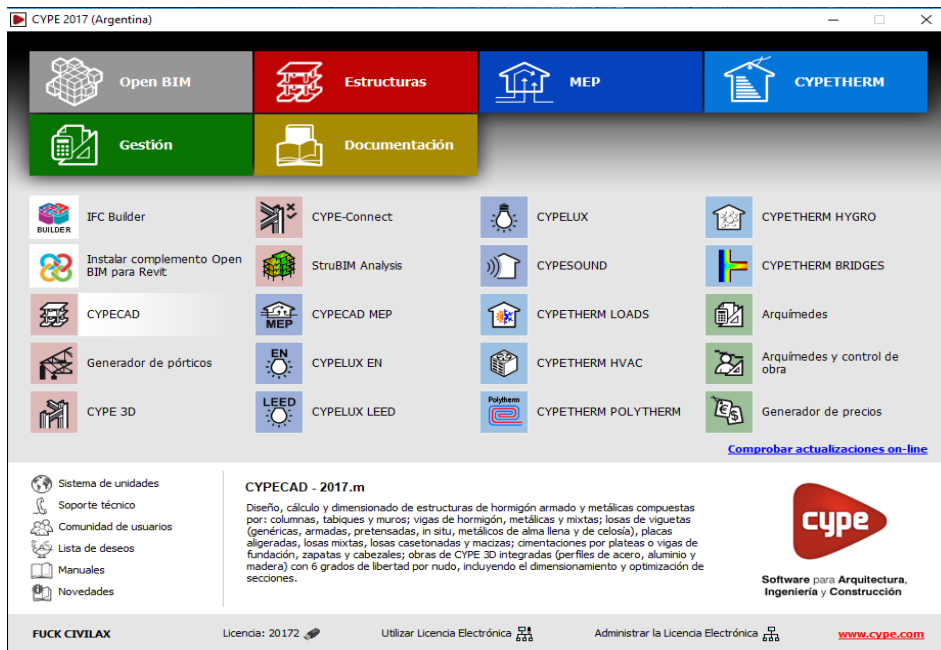 CYPE 2017 (Argentina)
Open BIM
Estructuras
MEP
CYPETHERM
Gestión
Documentación
BUILDER
IFC Builder
CYPE-Connect
CYPELUX
CYPETHERM HYGRO
Instalar complemento Open
BIM para Revit
StruBIM Analysis
CYPESOUND
CYPETHERM BRIDGES
CYPECAD
MEP
CYPECAD MEP
CYPETHERM LOADS
Arquímedes
Generador de pórticos
EN
CYPELUX EN
CYPETHERM HVAC
Arquímedes y control de
obra
CYPE 3D
LEED
CYPELUX LEED
Polytherm
CYPETHERM POLYTHERM
Generador de precios
Comprobar actualizaciones on-line
Sistema de unidades
Soporte técnico
Comunidad de usuarios
Lista de deseos
Manuales
Novedades
CYPECAD - 2017.m
Diseño, cálculo y dimensionado de estructuras de hormigón armado y metálicas compuestas
por: columnas, tabiques y muros; vigas de hormigón, metálicas y mixtas; losas de viguetas
(genéricas, armadas, pretensadas, in situ, metálicos de alma llena y de celosía), placas
aligeradas, losas mixtas, losas casetonadas y macizas; cimentaciones por plateas o vigas de
fundación, zapatas y cabezales; obras de CYPE 3D integradas (perfiles de acero, aluminio y
madera) con 6 grados de libertad por nudo, incluyendo el dimensionamiento y optimización de
secciones.
cype
Software para Arquitectura,
Ingeniería y Construcción
FUCK CIVILAX
Licencia: 20172
Utilizar Licencia Electrónica
Administrar la Licencia Electrónica
www.cype.com